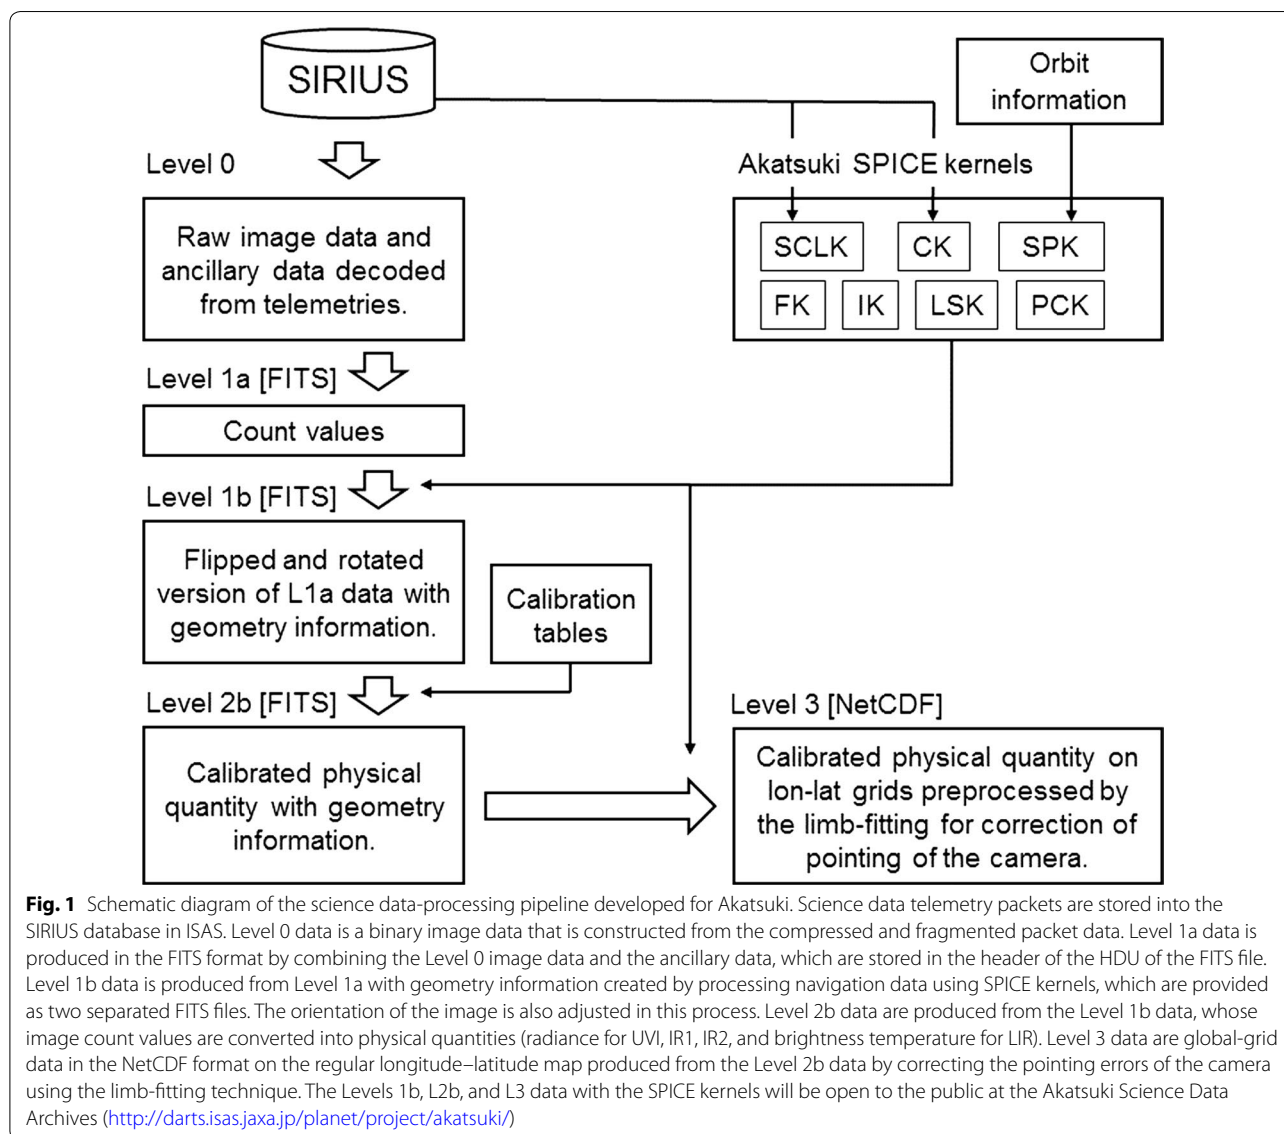 SIRIUS
Orbit
information
Level 0
Akatsuki SPICE kernels
Raw image data and
ancillary data decoded
from telemetries.
SCLK CK SPK
FK IK LSK PCK
Level 1a [FITS]
Count values
Level 1b [FITS]
Flipped and rotated
version of L1a data with
geometry information.
Calibration
tables
Level 2b [FITS]
Calibrated physical
quantity with geometry
information.
Level 3 [NetCDF]
Calibrated physical quantity on
lon-lat grids preprocessed by
the limb-fitting for correction of
pointing of the camera.
Fig. 1 Schematic diagram of the science data-processing pipeline developed for Akatsuki. Science data telemetry packets are stored into the
SIRIUS database in ISAS. Level 0 data is a binary image data that is constructed from the compressed and fragmented packet data. Level 1a data is
produced in the FITS format by combining the Level 0 image data and the ancillary data, which are stored in the header of the HDU of the FITS file.
Level 1b data is produced from Level 1a with geometry information created by processing navigation data using SPICE kernels, which are provided
as two separated FITS files. The orientation of the image is also adjusted in this process. Level 2b data are produced from the Level 1b data, whose
image count values are converted into physical quantities (radiance for UVI, IR1, IR2, and brightness temperature for LIR). Level 3 data are global-grid
data in the NetCDF format on the regular longitude–latitude map produced from the Level 2b data by correcting the pointing errors of the camera
using the limb-fitting technique. The Levels 1b, L2b, and L3 data with the SPICE kernels will be open to the public at the Akatsuki Science Data
Archives (http://darts.isas.jaxa.jp/planet/project/akatsuki/)